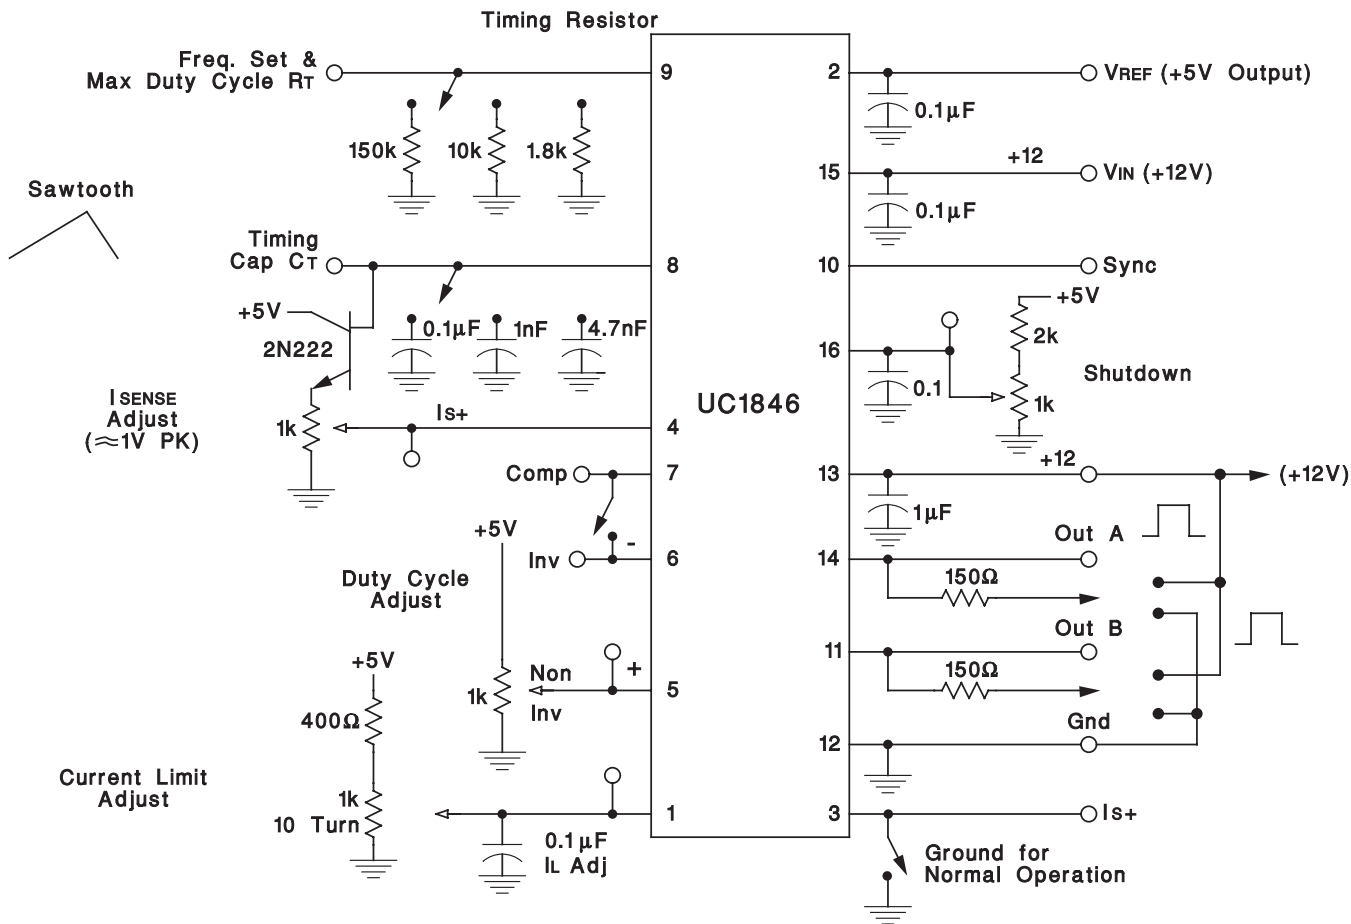 Timing Resistor
Freq. Set &
Max Duty Cycle RT
9
2
VREF (+5V Output)
0.1μF
150k
10k
1.8k
15
+12
VIN (+12V)
0.1μF
Sawtooth
Timing
Cap CT
8
10
Sync
+5V
2N222
0.1μF
1nF
4.7nF
+5V
2k
16
0.1
1k
Shutdown
UC1846
ISENSE
Adjust
(≈1V PK)
1k
IS+
4
Comp
7
13
+12
(+12V)
1μF
+5V
-
Inv
6
Out A
14
150Ω
Duty Cycle
Adjust
Out B
11
150Ω
+5V
Non
+
1k
Inv
5
400Ω
Gnd
12
Current Limit
Adjust
1k
10 Turn
1
3
IS+
0.1μF
IL Adj
Ground for
Normal Operation